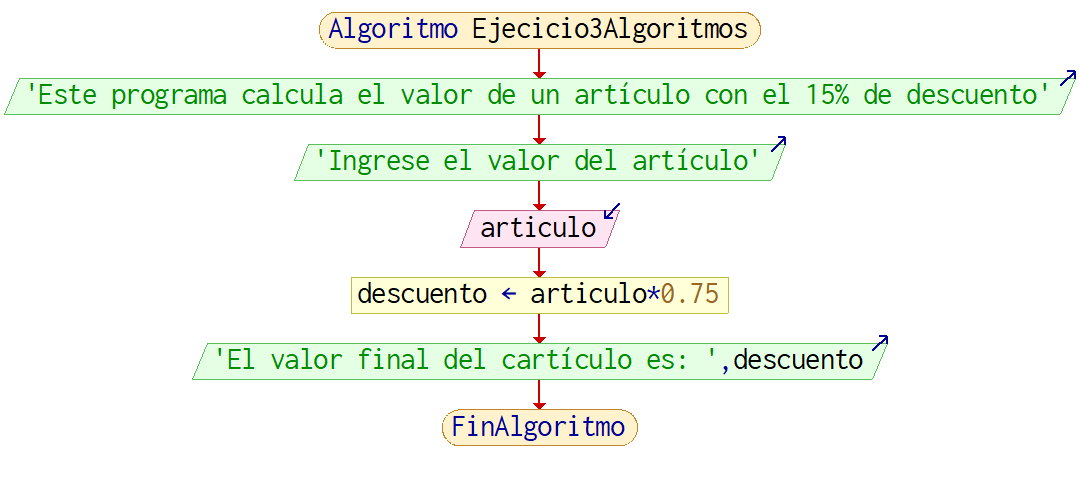 Algoritmo Ejecicio3Algoritmos
'Este programa calcula el valor de un artículo con el 15% de descuento'
'Ingrese el valor del artículo'
articulo
descuento ← articulo*0.75
'El valor final del cartículo es: ',descuento
FinAlgoritmo